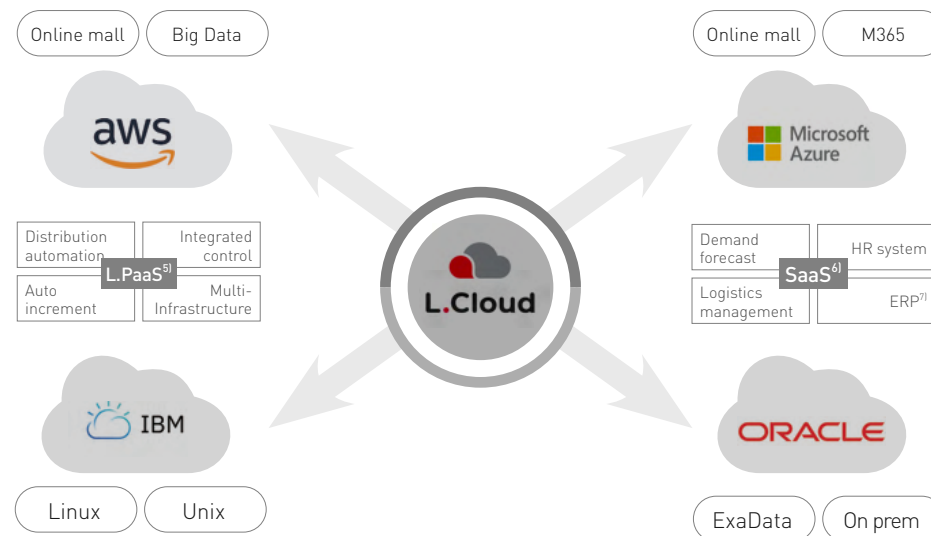 Online mall
Big Data
Online mall
M365
aws
Microsoft
Azure
Distribution
automation
Integrated
control
L.PaaS5)
Auto
increment
Multi-
Infrastructure
L.Cloud
Demand
forecast
HR system
SaaS6)
Logistics
management
ERP7)
IBM
ORACLE
Linux
Unix
ExaData
On prem